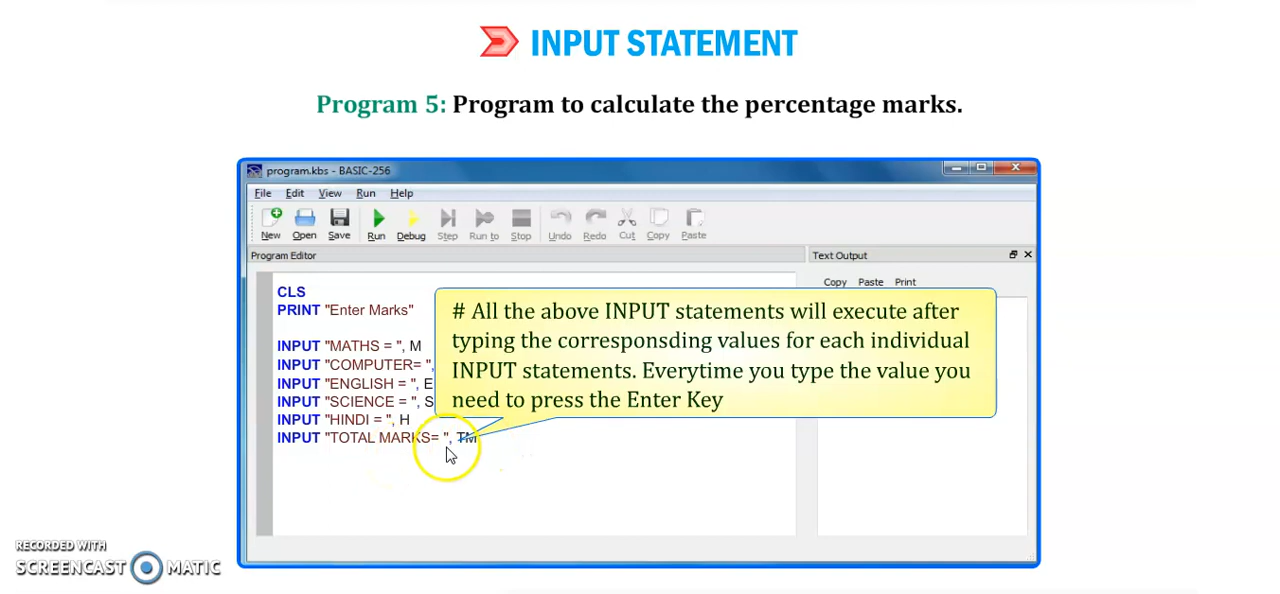 INPUT STATEMENT
Program 5: Program to calculate the percentage marks.
program.kbs - BASIC-256
File Edit View Run Help
New Open Save Run Debug Step Run to Stop Undo Redo Cut Copy Paste
Program Editor
Text Output
Copy Paste Print
CLS
PRINT "Enter Marks"
INPUT "MATHS = ", M
INPUT "COMPUTER= ",
INPUT "ENGLISH = ", E
INPUT "SCIENCE = ", S
INPUT "HINDI = ", H
INPUT "TOTAL MARKS= ", TM
# All the above INPUT statements will execute after
typing the corresponsding values for each individual
INPUT statements. Everytime you type the value you
need to press the Enter Key
RECORDED WITH
SCREENCAST MATIC